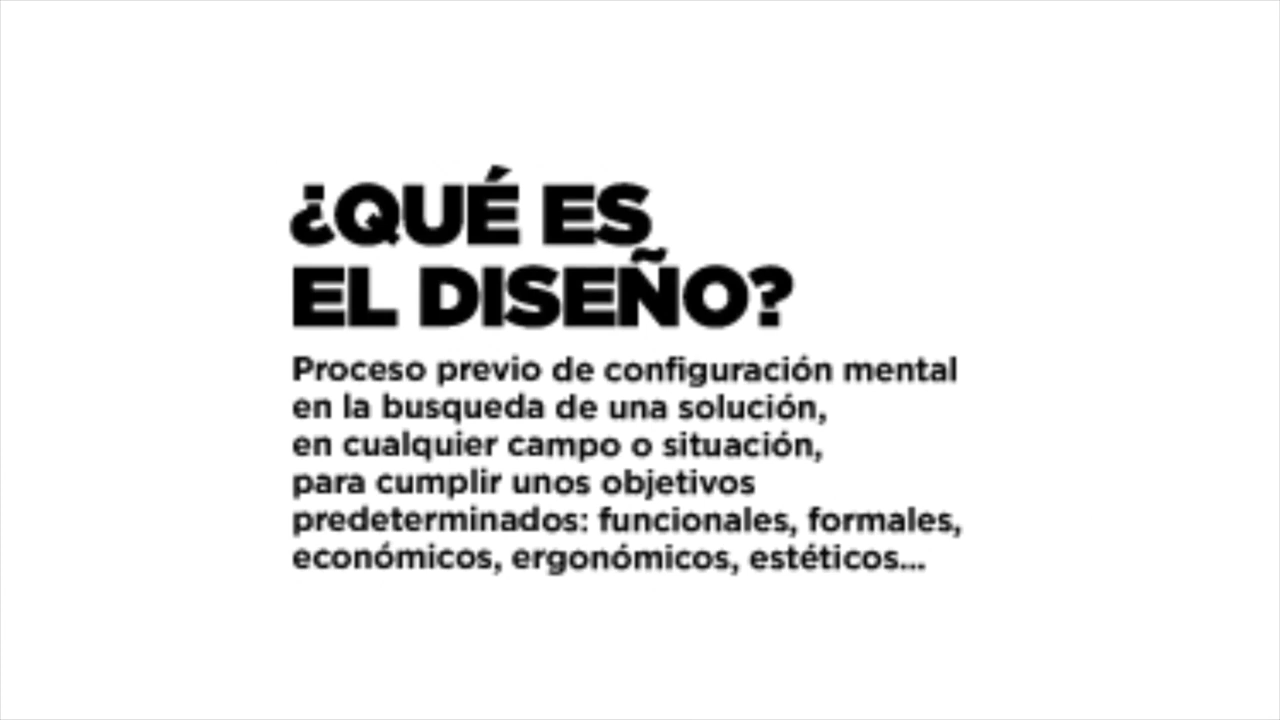 ¿QUÉ ES
EL DISEÑO?
Proceso previo de configuración mental
en la busqueda de una solución,
en cualquier campo o situación,
para cumplir unos objetivos
predeterminados: funcionales, formales,
económicos, ergonómicos, estéticos...